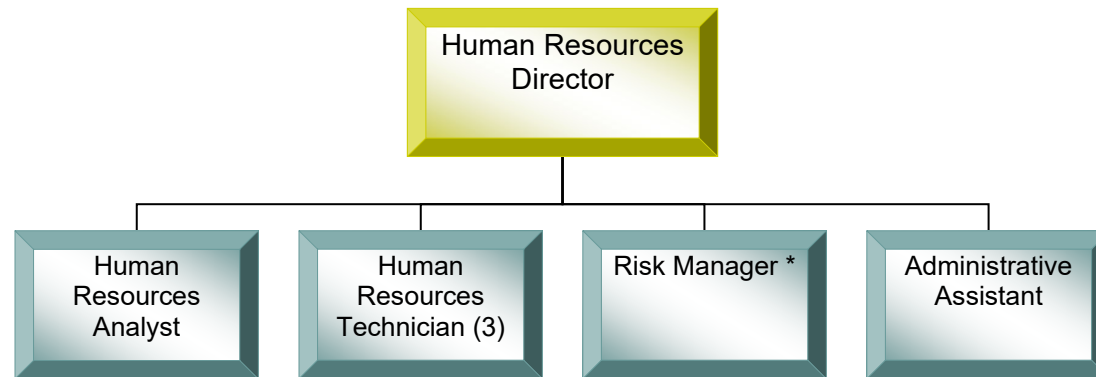 Human Resources
Director
Human
Resources
Analyst
Human
Resources
Technician (3)
Risk Manager *
Administrative
Assistant